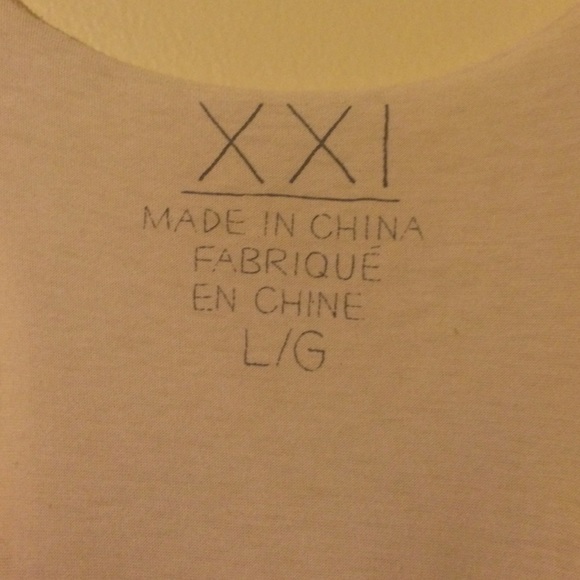 XXI
MADE IN CHINA
FABRIQUÉ
EN CHINE
L/G